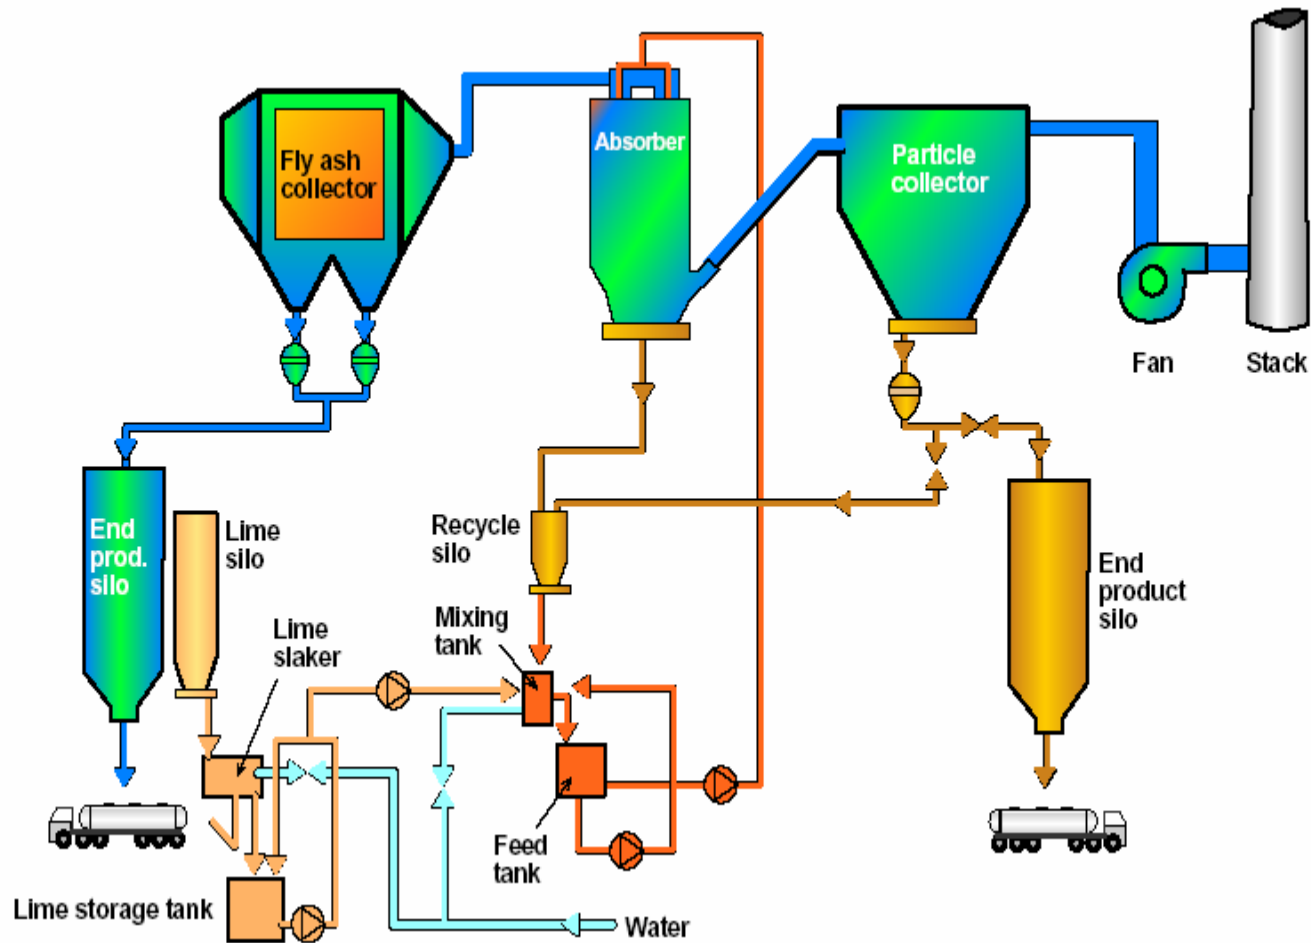 Fly ash
collector
Absorber
Particle
collector
Fan
Stack
End
prod.
silo
Lime
silo
Recycle
silo
End
product
silo
Mixing
tank
Lime
slaker
Feed
tank
Lime storage tank
Water